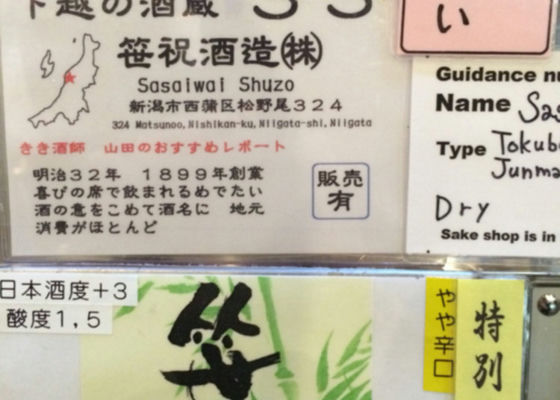 下越の酒蔵 33
い
笹祝酒造㈱
Sasaiwai Shuzo
新潟市西蒲区松野尾324
324 Matsunoo,Nishikan-ku,Niigata-shi,Niigata
きき酒師 山田のおすすめレポート
明治32年 1899年創業
喜びの席で飲まれるめでたい
酒の意をこめて酒名に 地元
消費がほとんど
販売
有
Guidance nu
Name Sas
Type Tokub
Junma
Dry
Sake shop is in
日本酒度+3
酸度1,5
笹
やや辛口
特別